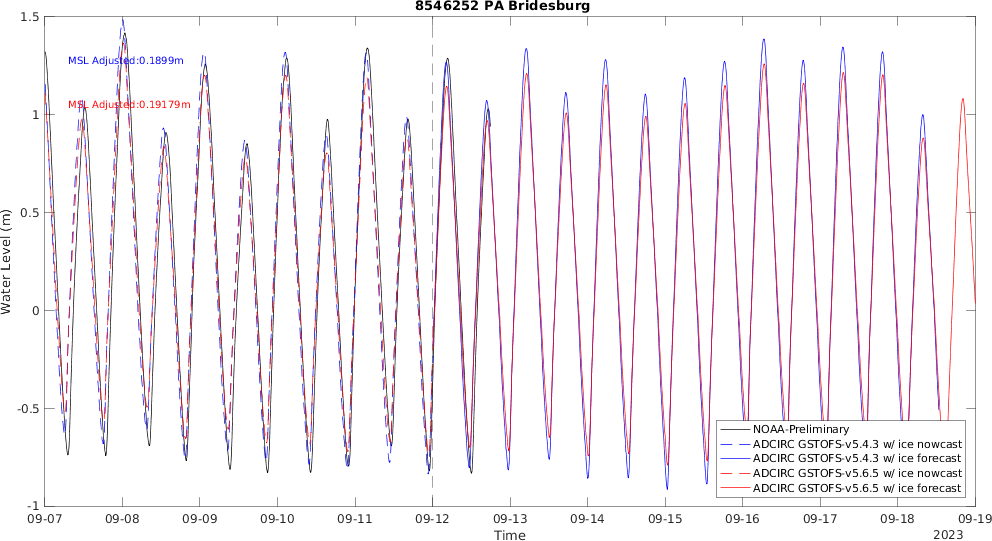 8546252 PA Bridesburg
1.5
1
0.5
0
-0.5
-1
Water Level (m)
MSL Adjusted:0.1899m
MSL Adjusted:0.19179m
NOAA-Preliminary
ADCIRC GSTOFS-v5.4.3 w/ ice nowcast
ADCIRC GSTOFS-v5.4.3 w/ ice forecast
ADCIRC GSTOFS-v5.6.5 w/ ice nowcast
ADCIRC GSTOFS-v5.6.5 w/ ice forecast
09-07 09-08 09-09 09-10 09-11 09-12 09-13 09-14 09-15 09-16 09-17 09-18 09-19
Time
2023